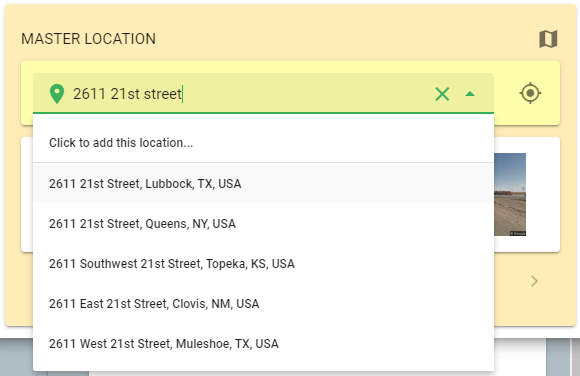 MASTER LOCATION
2611 21st street
Click to add this location...
2611 21st Street, Lubbock, TX, USA
2611 21st Street, Queens, NY, USA
2611 Southwest 21st Street, Topeka, KS, USA
2611 East 21st Street, Clovis, NM, USA
2611 West 21st Street, Muleshoe, TX, USA